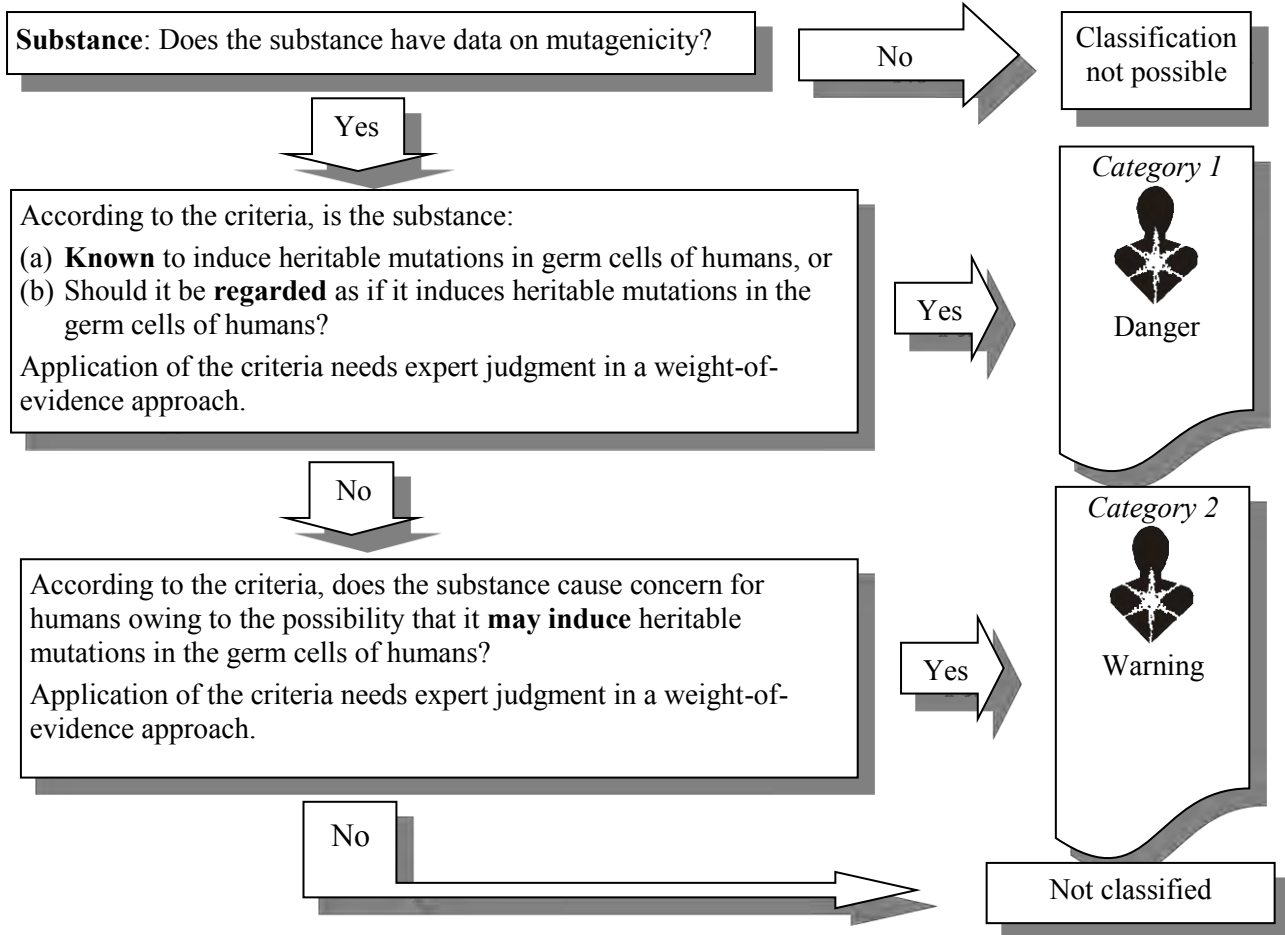 Substance: Does the substance have data on mutagenicity?
No
Classification
not possible
Yes
According to the criteria, is the substance:
(a) Known to induce heritable mutations in germ cells of humans, or
(b) Should it be regarded as if it induces heritable mutations in the
germ cells of humans?
Application of the criteria needs expert judgment in a weight-of-
evidence approach.
Yes
Category 1
Danger
No
According to the criteria, does the substance cause concern for
humans owing to the possibility that it may induce heritable
mutations in the germ cells of humans?
Application of the criteria needs expert judgment in a weight-of-
evidence approach.
Yes
Category 2
Warning
No
Not classified